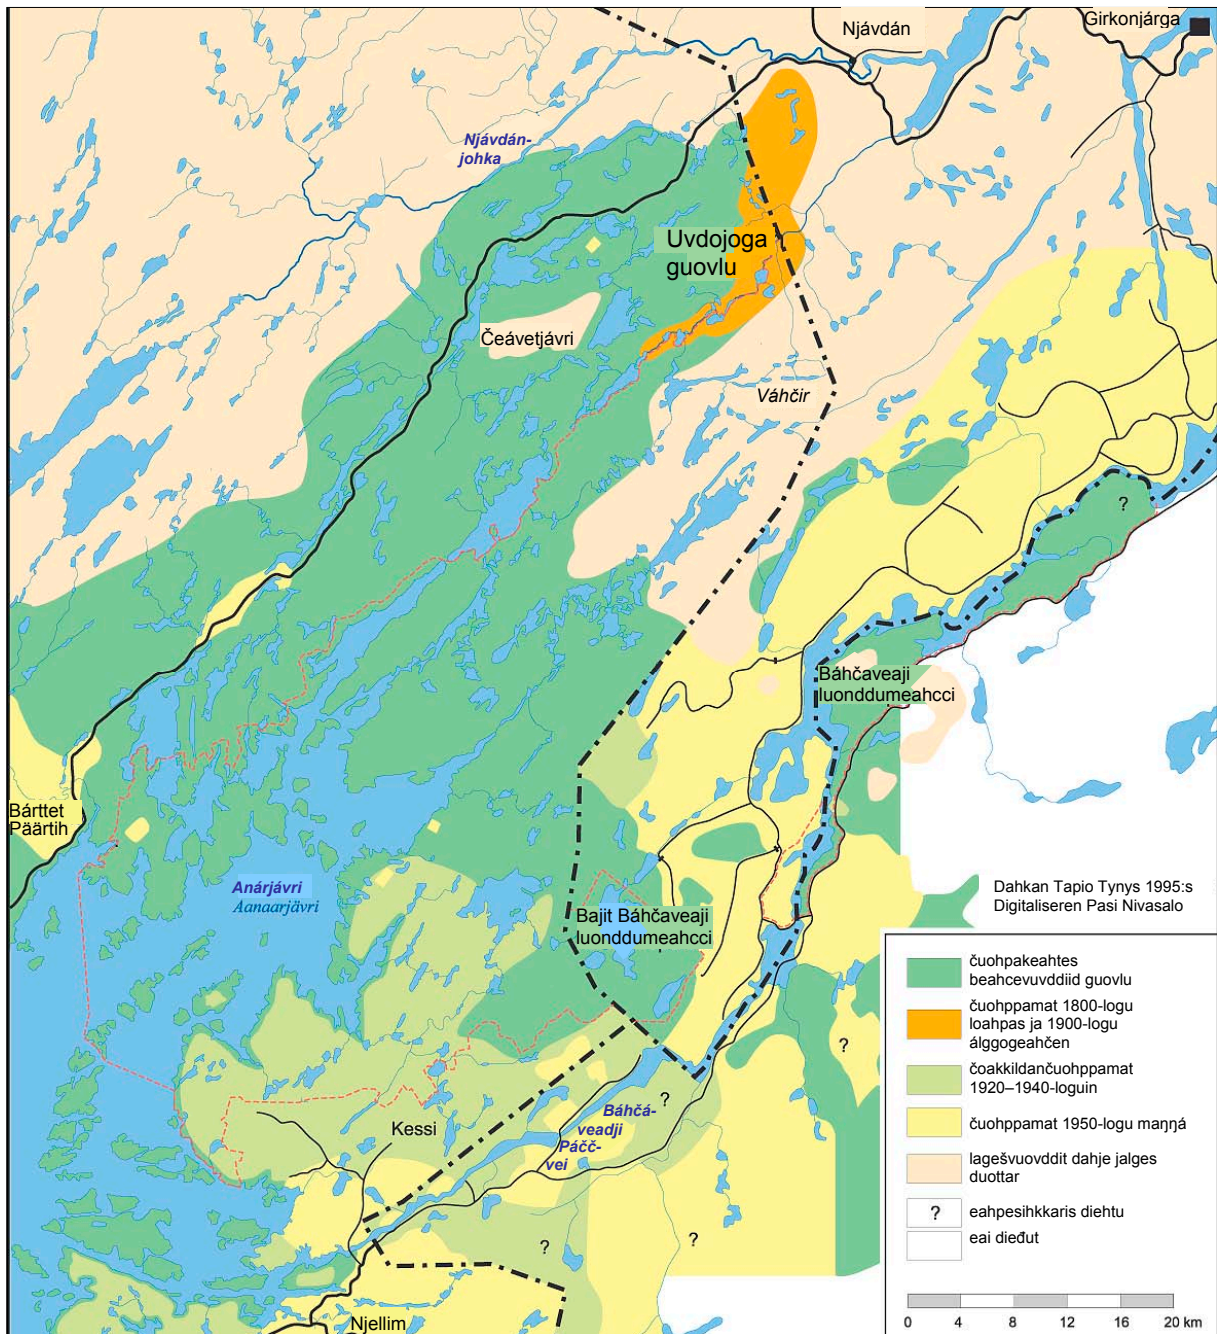 Njávdán
Girkonjárga
Njávdán-
johka
Uvdojoga
guovlu
Čeávetjávri
Váhčir
?
Báhčaveaji
luonddumeahcci
Bárttet
Päärtih
Anárjávri
Aanaarjävri
Bajit Báhčaveaji
luonddumeahcci
Dahkan Tapio Tynys 1995:s
Digitaliseren Pasi Nivasalo
čuohpakeahtes
beahcevuvddiid guovlu
čuohppamat 1800-logu
loahpas ja 1900-logu
álggogeahčen
čoakkildančuohppamat
1920–1940-loguin
čuohppamat 1950-logu maŋŋá
lagešvuovddit dahje jalges
duottar
? eahpesihkkaris diehtu
eai dieđut
0 4 8 12 16 20 km
?
?
Báhčá-
veadji
Páčč-
vei
Kessi
?
?
Njellim